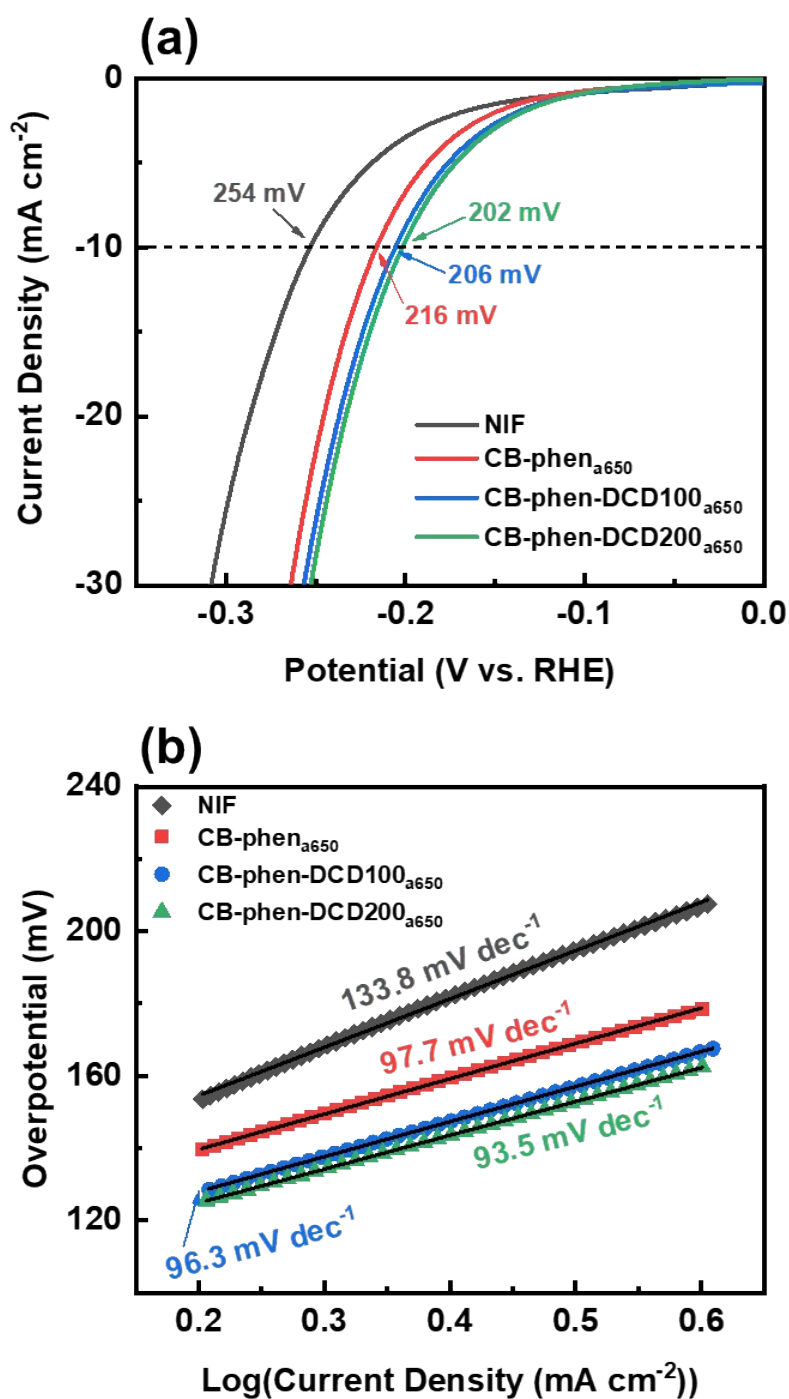 (a)
0
-10
-20
-30
Current Density (mA cm⁻²)
254 mV
202 mV
206 mV
216 mV
NIF
CB-phenₐ₆₅₀
CB-phen-DCD100ₐ₆₅₀
CB-phen-DCD200ₐ₆₅₀
-0.3 -0.2 -0.1 0.0
Potential (V vs. RHE)
(b)
240
200
160
120
Overpotential (mV)
NIF
CB-phenₐ₆₅₀
CB-phen-DCD100ₐ₆₅₀
CB-phen-DCD200ₐ₆₅₀
133.8 mV dec⁻¹
97.7 mV dec⁻¹
93.5 mV dec⁻¹
96.3 mV dec⁻¹
0.2 0.3 0.4 0.5 0.6
Log(Current Density (mA cm⁻²))